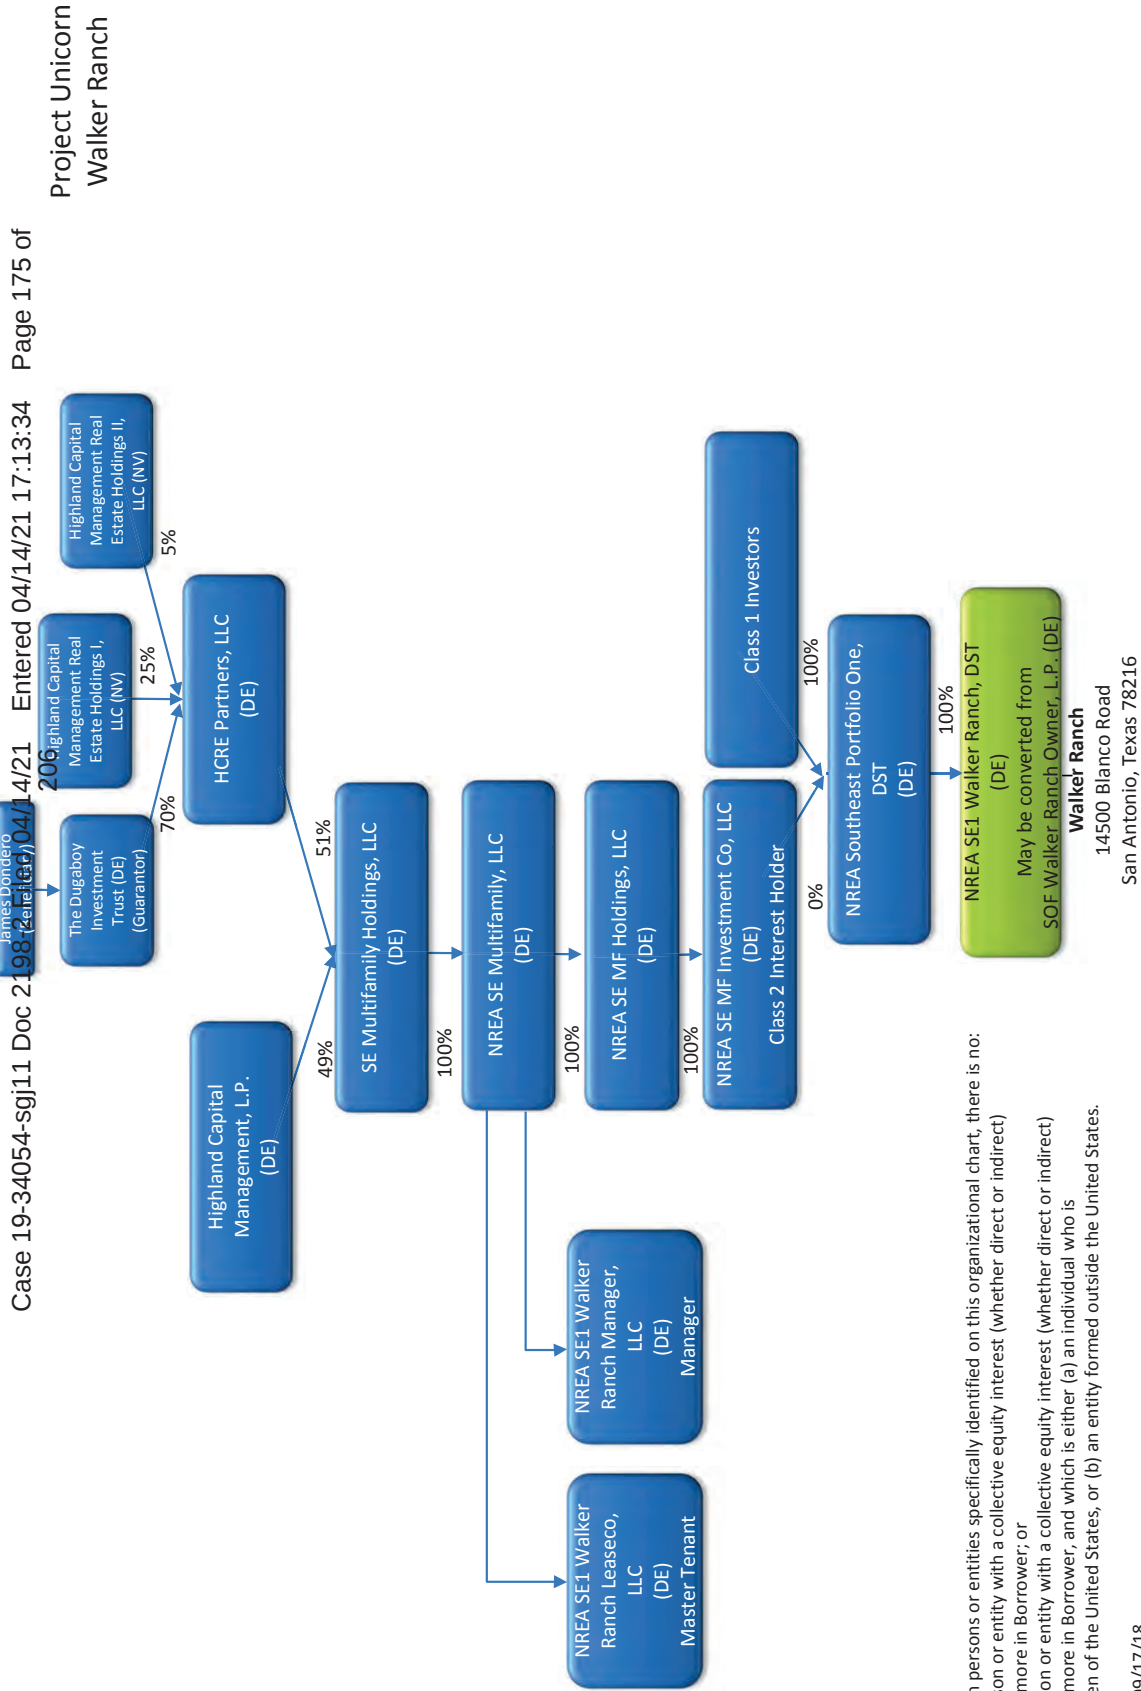 Case 19-34054-sgj11 Doc 2198-2 Filed 04/14/21 Entered 04/14/21 17:13:34 Page 175 of
206
Project Unicorn
Walker Ranch
James Dondero
The Dugaboy
Investment
Trust (DE)
(Guarantor)
Highland Capital
Management Real
Estate Holdings I,
LLC (NV)
Highland Capital
Management Real
Estate Holdings II,
LLC (NV)
70%
25%
5%
Highland Capital
Management, L.P.
(DE)
HCRE Partners, LLC
(DE)
49%
51%
SE Multifamily Holdings, LLC
(DE)
100%
NREA SE Multifamily, LLC
(DE)
100%
NREA SE1 Walker
Ranch Leaseco,
LLC
(DE)
Master Tenant
NREA SE1 Walker
Ranch Manager,
LLC
(DE)
Manager
NREA SE MF Holdings, LLC
(DE)
100%
NREA SE MF Investment Co, LLC
(DE)
Class 2 Interest Holder
Class 1 Investors
0%
100%
NREA Southeast Portfolio One,
DST
(DE)
100%
NREA SE1 Walker Ranch, DST
(DE)
May be converted from
SOF Walker Ranch Owner, L.P. (DE)
Walker Ranch
14500 Blanco Road
San Antonio, Texas 78216
persons or entities specifically identified on this organizational chart, there is no:
or entity with a collective equity interest (whether direct or indirect)
more in Borrower; or
or entity with a collective equity interest (whether direct or indirect)
more in Borrower, and which is either (a) an individual who is
of the United States, or (b) an entity formed outside the United States.